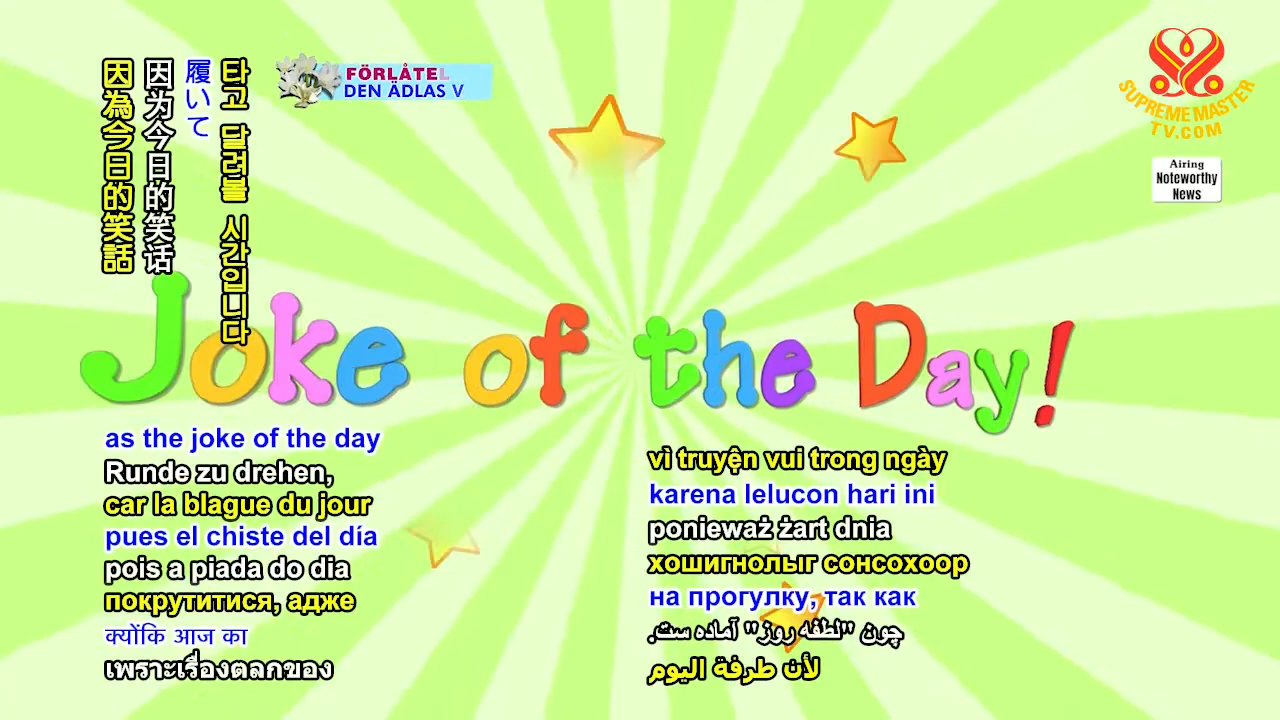 因為今日的笑話
因为今日的笑话
履いて
타고 달려볼 시간입니다
FÖRLÅTEL
DEN ÄDLAS V
SUPREME MASTER
TV.COM
Airing
Noteworthy
News
Joke of the Day!
as the joke of the day
Runde zu drehen,
car la blague du jour
pues el chiste del día
pois a piada do dia
покрутитися, адже
क्योंकि आज का
เพราะเรื่องตลกของ
vì truyện vui trong ngày
karena lelucon hari ini
ponieważ żart dnia
хошигнолыг сонсохоор
на прогулку, так как
چون "لطفه روز" آماده ست.
لأن طرفة اليوم